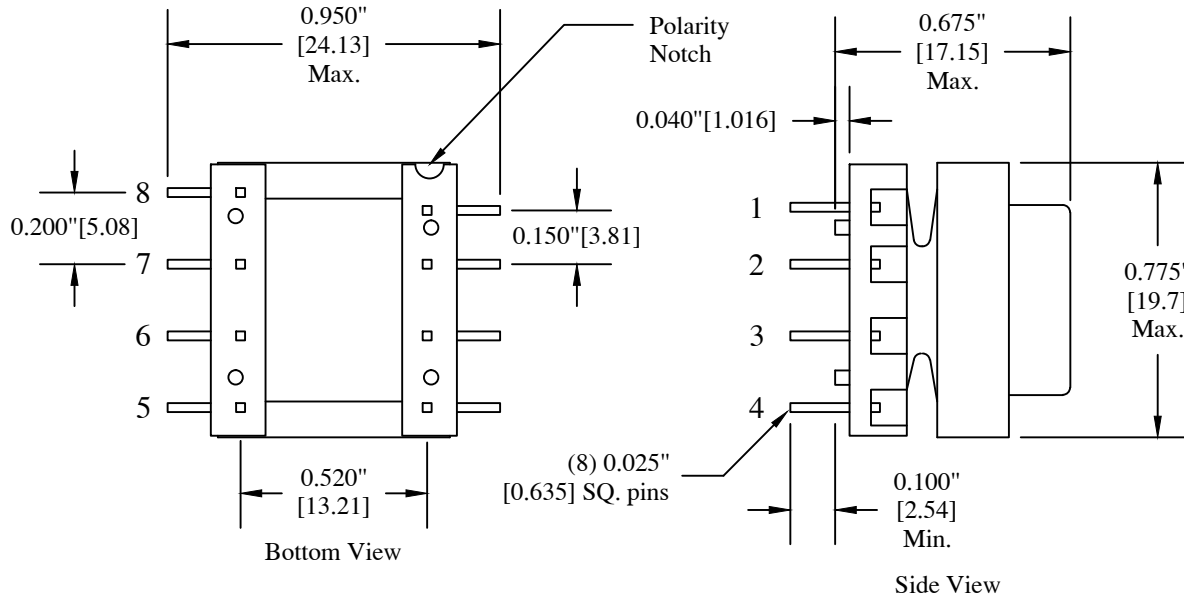 0.950"
[24.13]
Max.
Polarity
Notch
0.675"
[17.15]
Max.
0.040"[1.016]
8
0.200"[5.08]
7
6
5
0.150"[3.81]
1
2
3
4
0.775"
[19.7]
Max.
0.520"
[13.21]
(8) 0.025"
[0.635] SQ. pins
0.100"
[2.54]
Min.
Bottom View
Side View